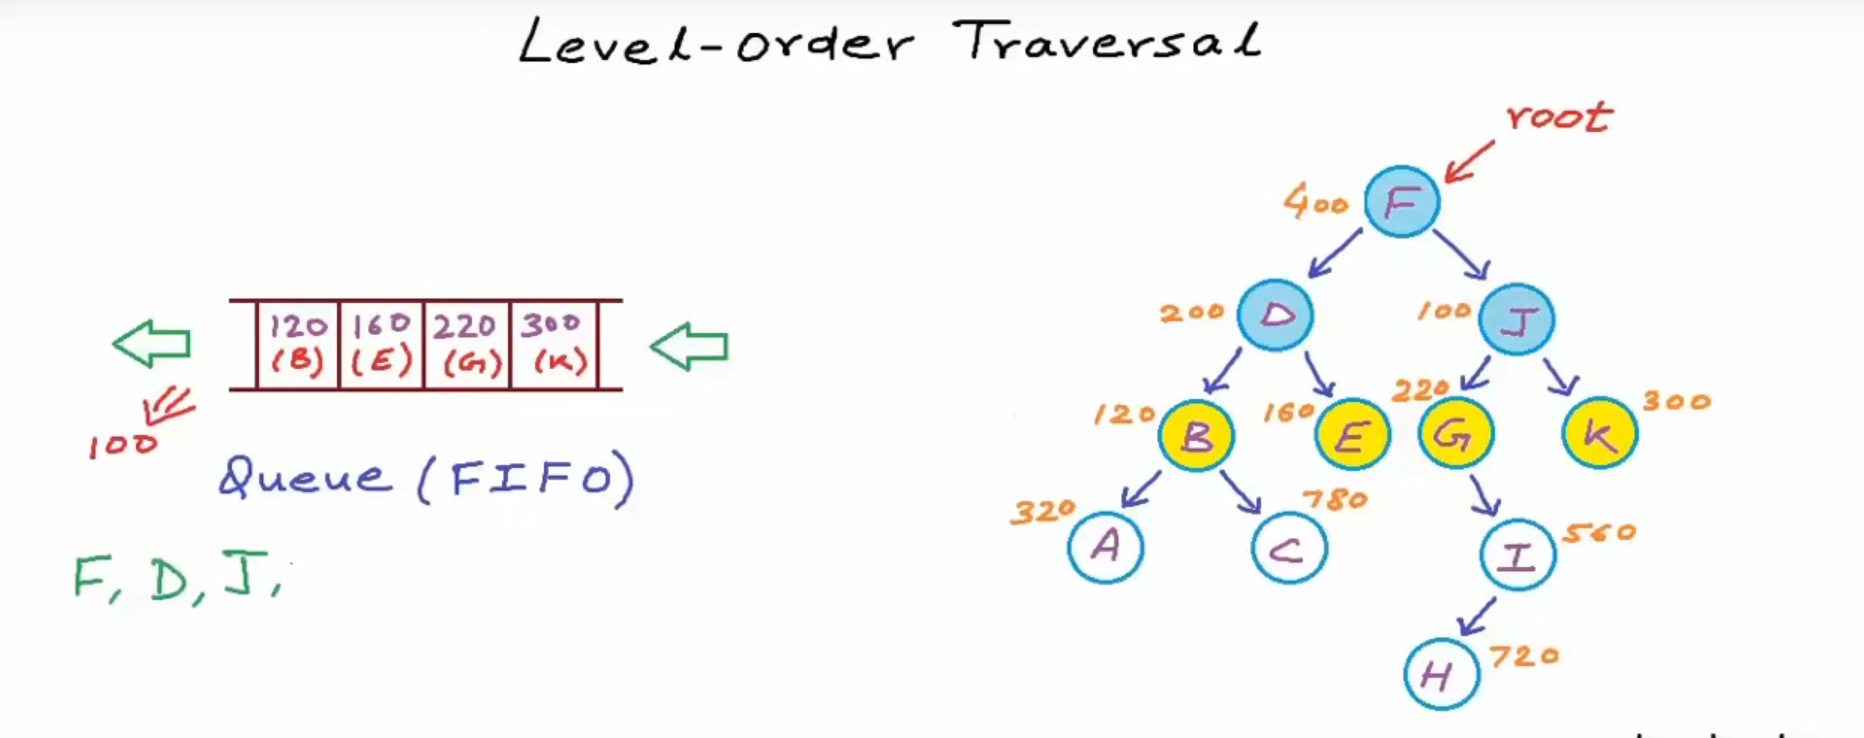 Level-order Traversal
root
400 F
200 D 100 J
120 160 220 300
(B) (E) (G) (K)
100
120 B 160 E 220 G K 300
Queue (FIFO)
320 A 780 C I 560
F, D, J,
H 720